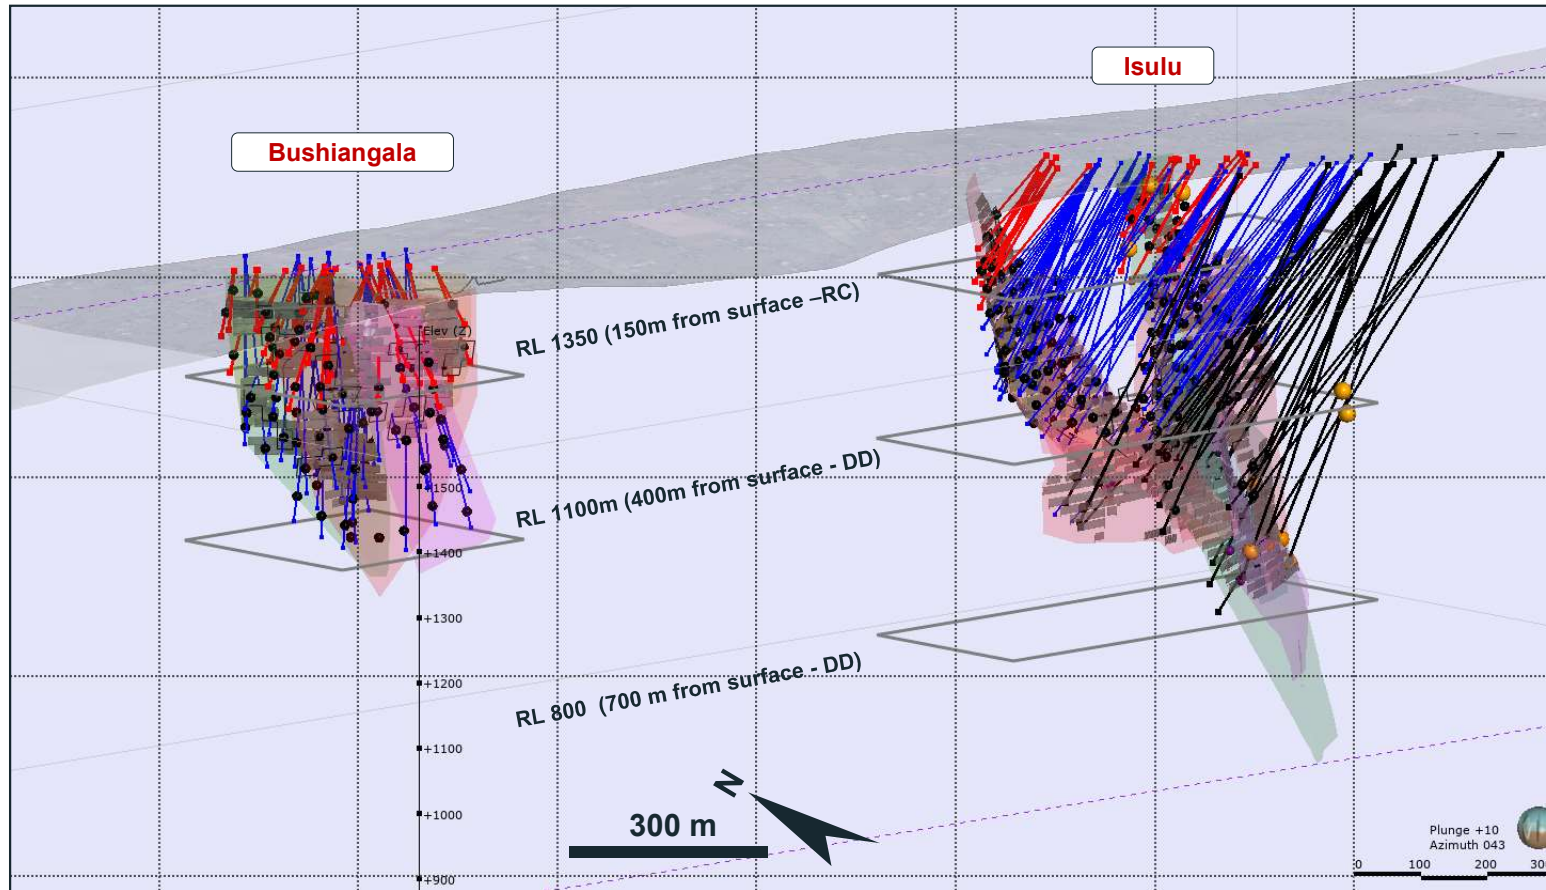 Isulu
Bushiangala
RL 1350 (150m from surface –RC)
Elev (Z)
RL 1100m (400m from surface - DD)
+1500
+1400
+1300
RL 800 (700 m from surface - DD)
+1200
+1100
+1000
+900
N
300 m
Plunge +10
Azimuth 043
0 100 200 300